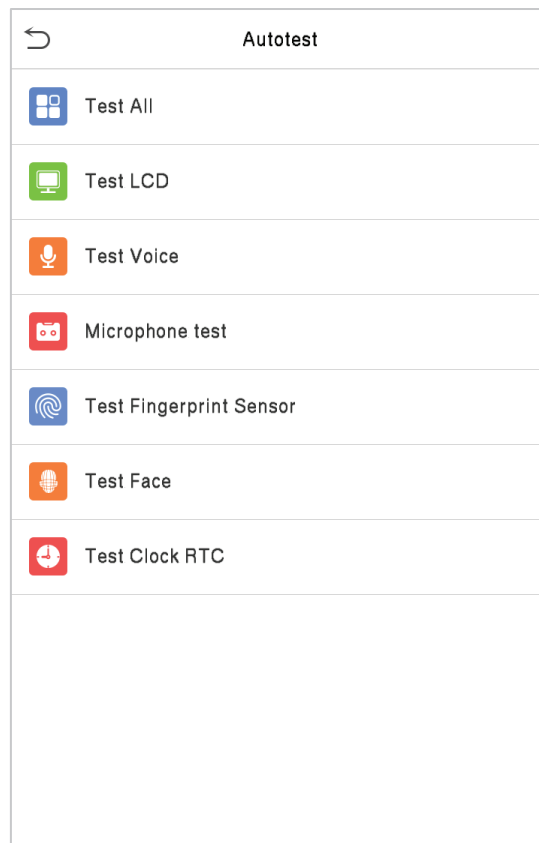 Autotest
Test All
Test LCD
Test Voice
Microphone test
Test Fingerprint Sensor
Test Face
Test Clock RTC